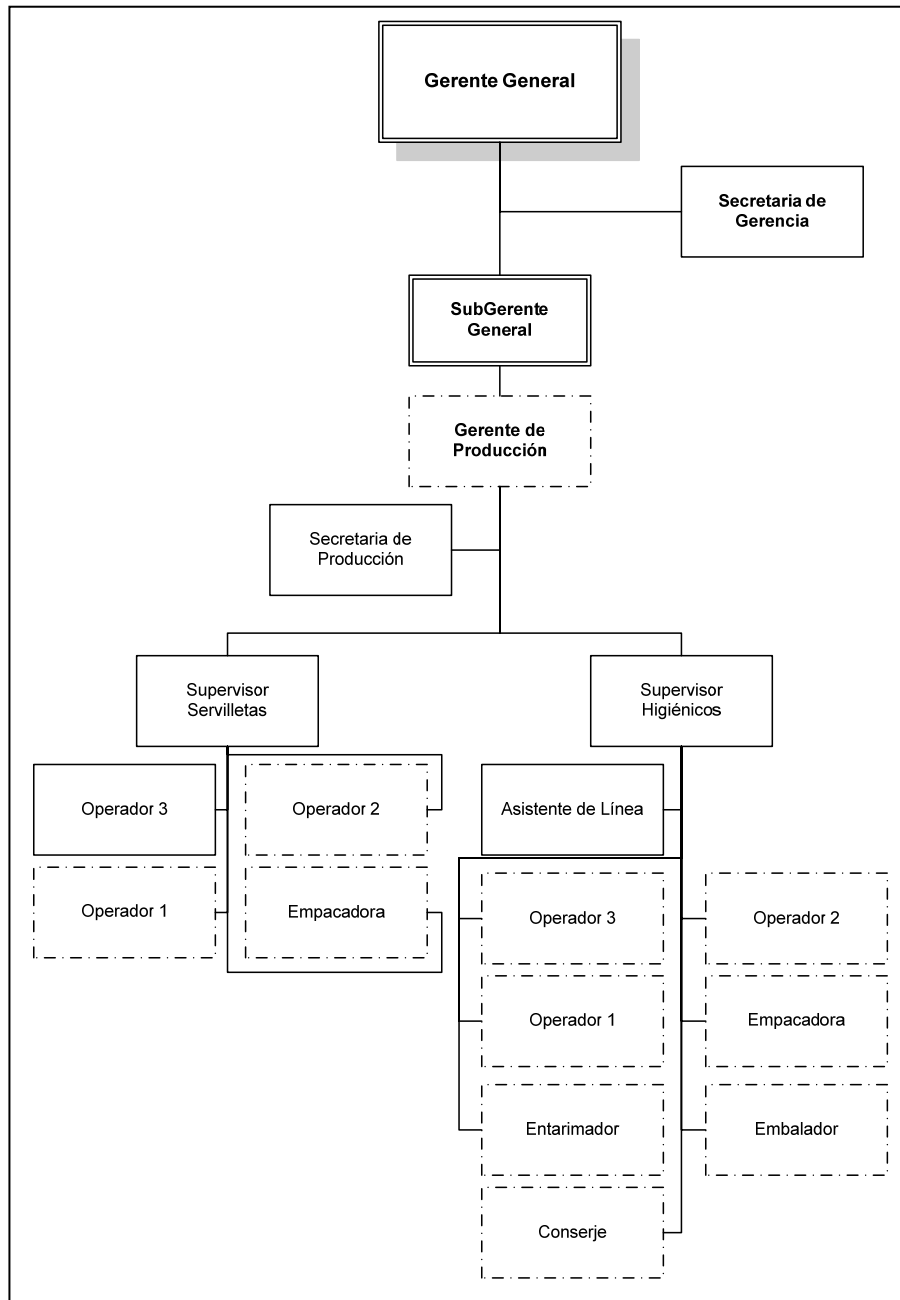 Gerente General
Secretaria de
Gerencia
SubGerente
General
Gerente de
Producción
Secretaria de
Producción
Supervisor
Servilletas
Supervisor
Higiénicos
Operador 3
Operador 2
Asistente de Línea
Operador 1
Empacadora
Operador 3
Operador 2
Operador 1
Empacadora
Entarimador
Embalador
Conserje